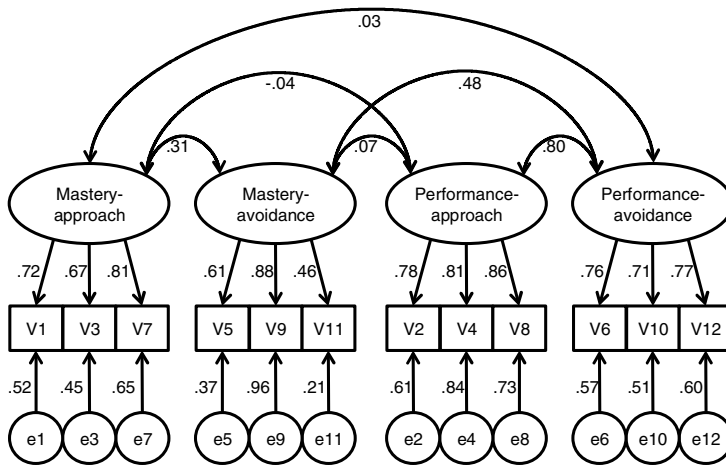 .03
-.04 .48
.31 .07 .80
Mastery-
approach
Mastery-
avoidance
Performance-
approach
Performance-
avoidance
.72 .67 .81 .61 .88 .46 .78 .81 .86 .76 .71 .77
V1 V3 V7 V5 V9 V11 V2 V4 V8 V6 V10 V12
.52 .45 .65 .37 .96 .21 .61 .84 .73 .57 .51 .60
e1 e3 e7 e5 e9 e11 e2 e4 e8 e6 e10 e12